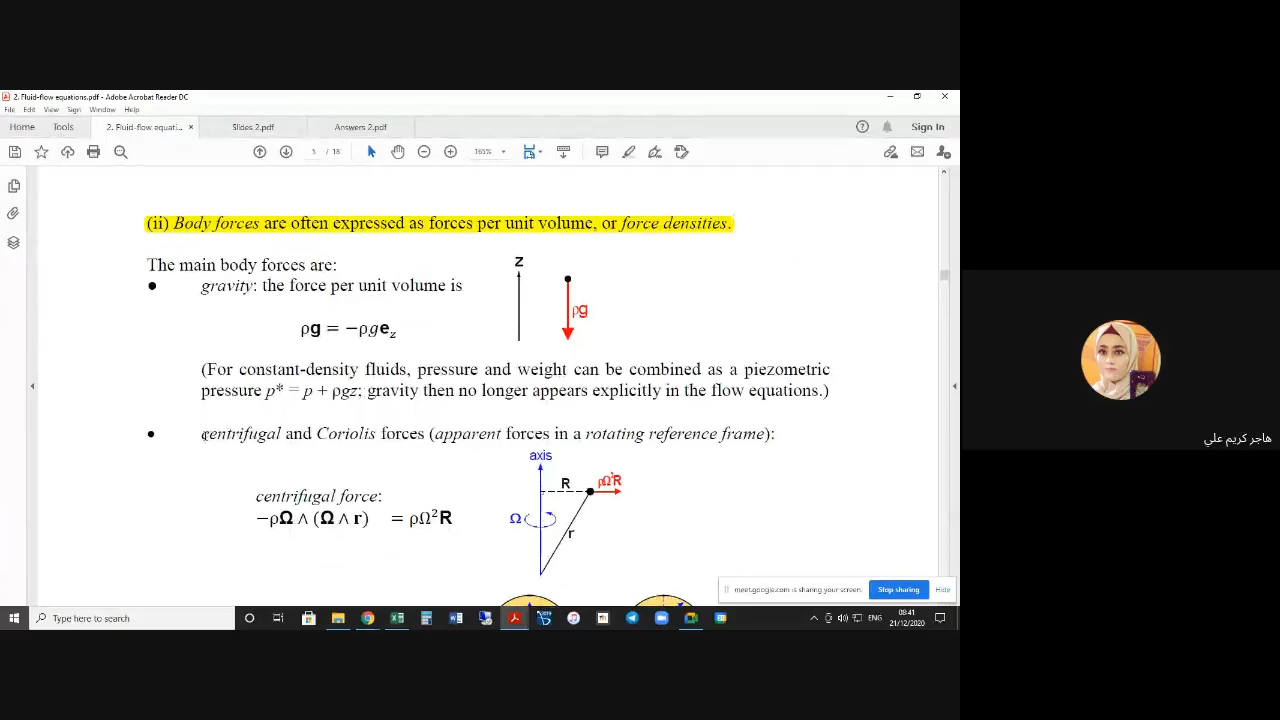 2. Fluid-flow equations.pdf - Adobe Acrobat Reader DC
File Edit View Sign Window Help
Home Tools 2. Fluid-flow equati... × Slides 2.pdf Answers 2.pdf Sign In
5 / 18 165%
(ii) Body forces are often expressed as forces per unit volume, or force densities.
The main body forces are:
z
● gravity: the force per unit volume is
ρg
ρg = −ρge_z
(For constant-density fluids, pressure and weight can be combined as a piezometric
pressure p* = p + ρgz; gravity then no longer appears explicitly in the flow equations.)
● centrifugal and Coriolis forces (apparent forces in a rotating reference frame):
axis
R ρΩ²R
centrifugal force:
−ρΩ ∧ (Ω ∧ r) = ρΩ²R
Ω
r
meet.google.com is sharing your screen. Stop sharing Hide
Type here to search
ENG 08:41
21/12/2020
هاجر كريم علي